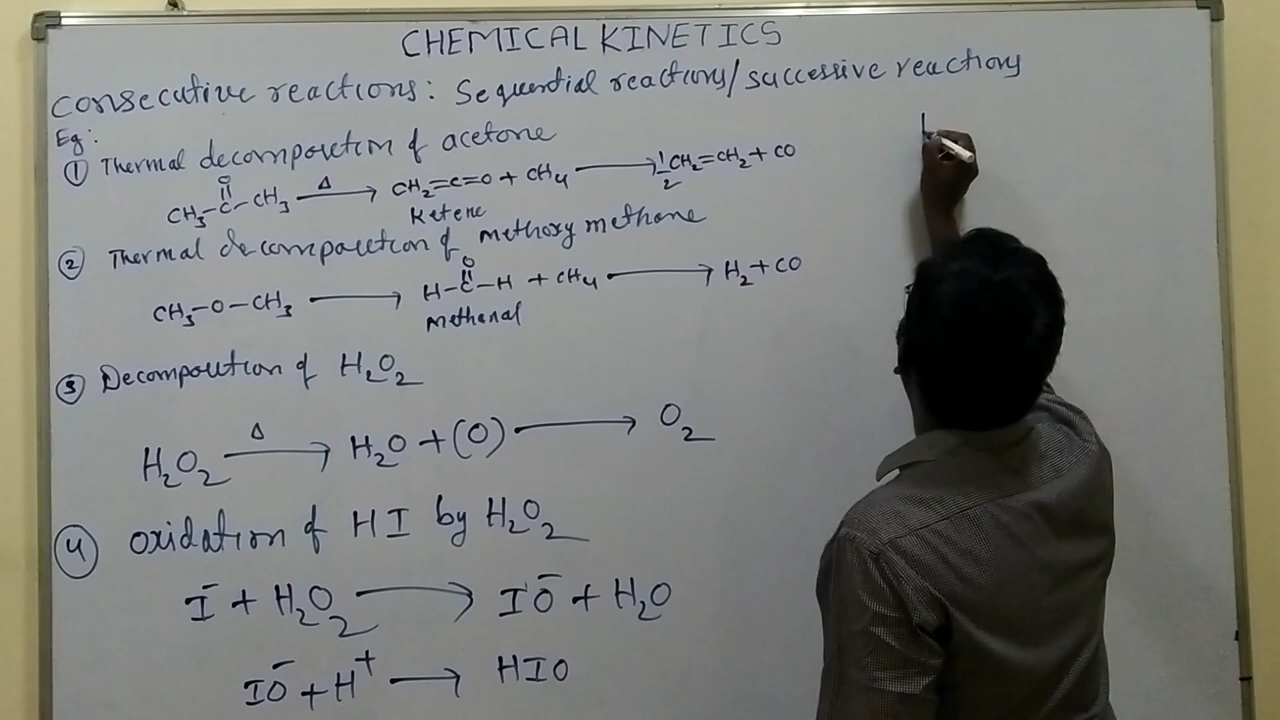 CHEMICAL KINETICS
Consecutive reactions: Sequential reactions/successive reactions
Eg:
① Thermal decomposition of acetone
O
CH₃-C-CH₃ —Δ→ CH₂=C=O + CH₄ ⟶ 1/2 CH₂=CH₂ + CO
Ketene
② Thermal decomposition of methoxy methane
O
CH₃-O-CH₃ ⟶ H-C-H + CH₄ ⟶ H₂ + CO
Methanal
③ Decomposition of H₂O₂
H₂O₂ —Δ→ H₂O + (O) ⟶ O₂
④ oxidation of HI by H₂O₂
I⁻ + H₂O₂ ⟶ IO⁻ + H₂O
IO⁻ + H⁺ ⟶ HIO